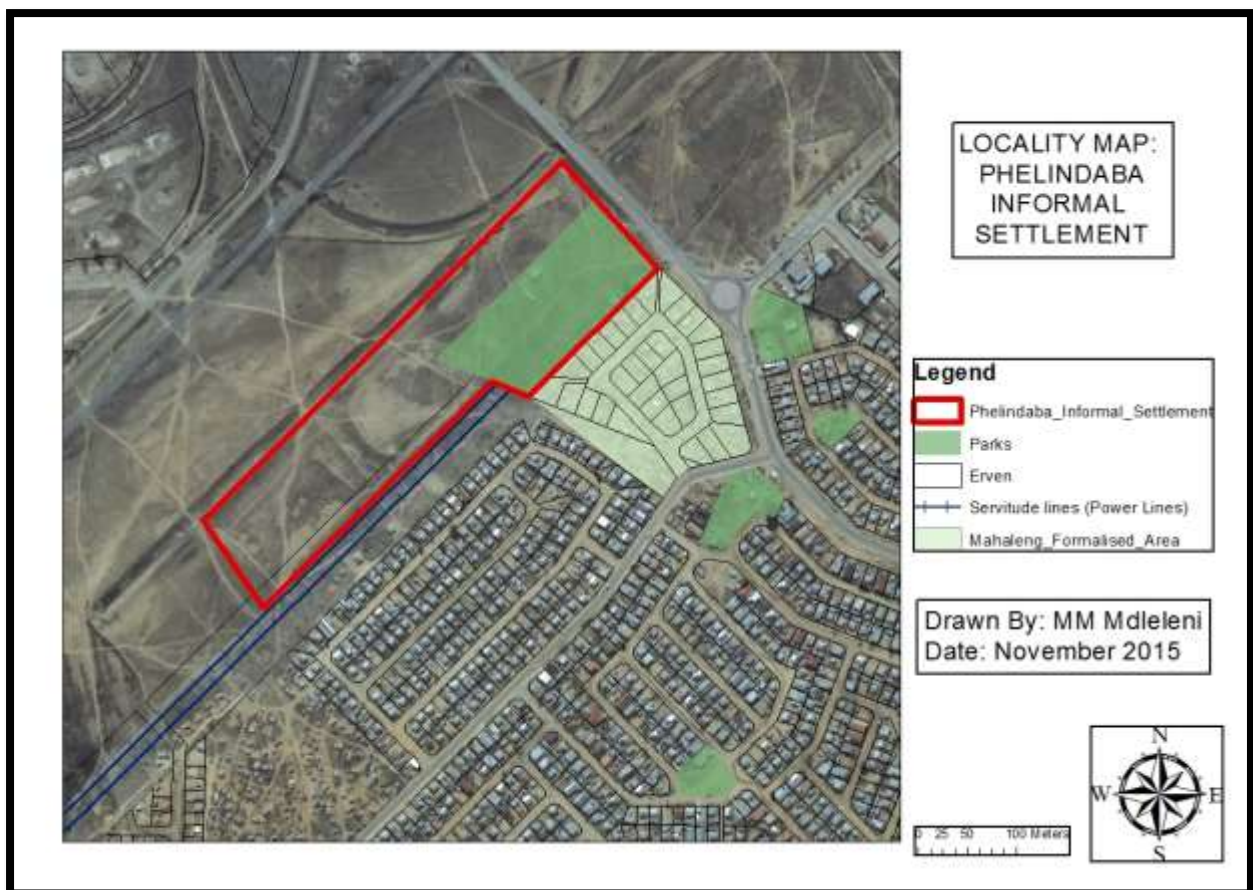 LOCALITY MAP:
PHELINDABA
INFORMAL
SETTLEMENT
Legend
Phelindaba_Informal_Settlement
Parks
Erven
Servitude lines (Power Lines)
Mahaleng_Formalised_Area
Drawn By: MM Mdleleni
Date: November 2015
N
W E
S
0 25 50 100 Meters